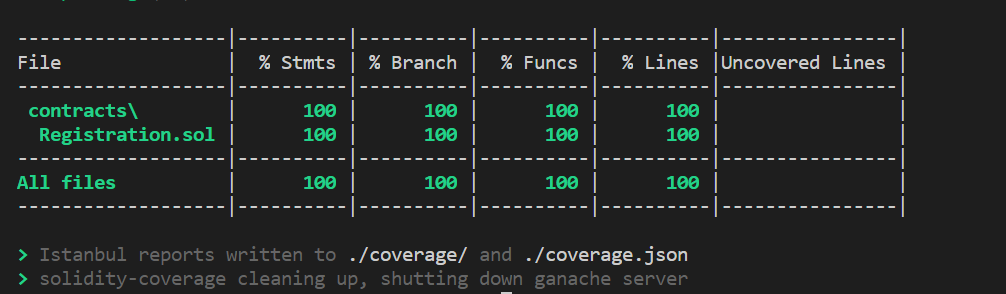 -------------------|----------|----------|----------|----------|----------------|
File | % Stmts | % Branch | % Funcs | % Lines |Uncovered Lines |
-------------------|----------|----------|----------|----------|----------------|
contracts\ | 100 | 100 | 100 | 100 | |
Registration.sol | 100 | 100 | 100 | 100 | |
-------------------|----------|----------|----------|----------|----------------|
All files | 100 | 100 | 100 | 100 | |
-------------------|----------|----------|----------|----------|----------------|
> Istanbul reports written to ./coverage/ and ./coverage.json
> solidity-coverage cleaning up, shutting down ganache server